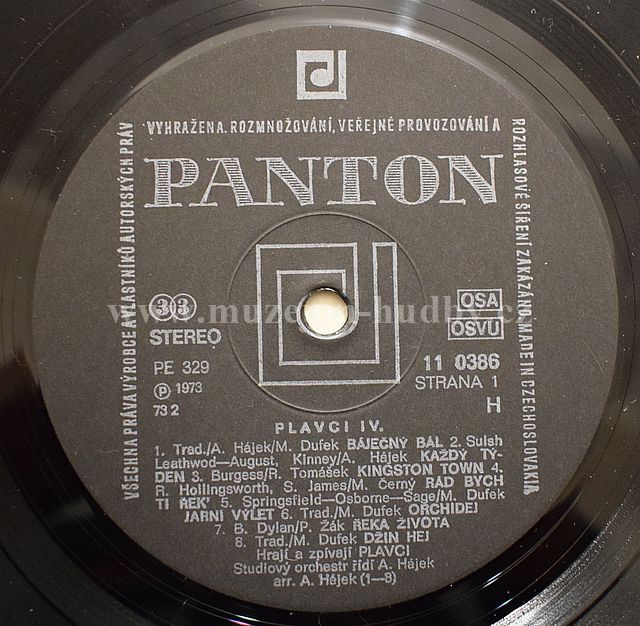 VYHRAŽENA. ROZMNOŽOVÁNÍ, VEŘEJNÉ PROVOZOVÁNÍ A
ROZHLASOVÉ ŠÍŘENÍ ZAKÁZÁNO. MADE IN CZECHOSLOVAKIA
VŠECHNA PRÁVA VÝROBCE A VLASTNÍKŮ AUTORSKÝCH PRÁV
PANTON
www.muzeum-hudby.cz
33
STEREO
PE 329
Ⓟ 1973
73 2
OSA
OSVU
11 0386
STRANA 1
H
PLAVCI IV.
1. Trad./A. Hájek/M. Dufek BÁJEČNÝ BÁL 2. Sulsh
Leathwod—August, Kinney/A. Hájek KAŽDÝ TÝ-
DEN 3. Burgess/R. Tomášek KINGSTON TOWN 4.
R. Hollingsworth, S. James/M. Černý RÁD BYCH
TI ŘEK' 5. Springsfield—Osborne—Sage/M. Dufek
JARNÍ VÝLET 6. Trad./M. Dufek ORCHIDEJ
7. B. Dylan/P. Žák ŘEKA ŽIVOTA
8. Trad./M. Dufek DŽIN HEJ
Hrají a zpívají PLAVCI
Studiový orchestr řídí A. Hájek
arr. A. Hájek (1—8)